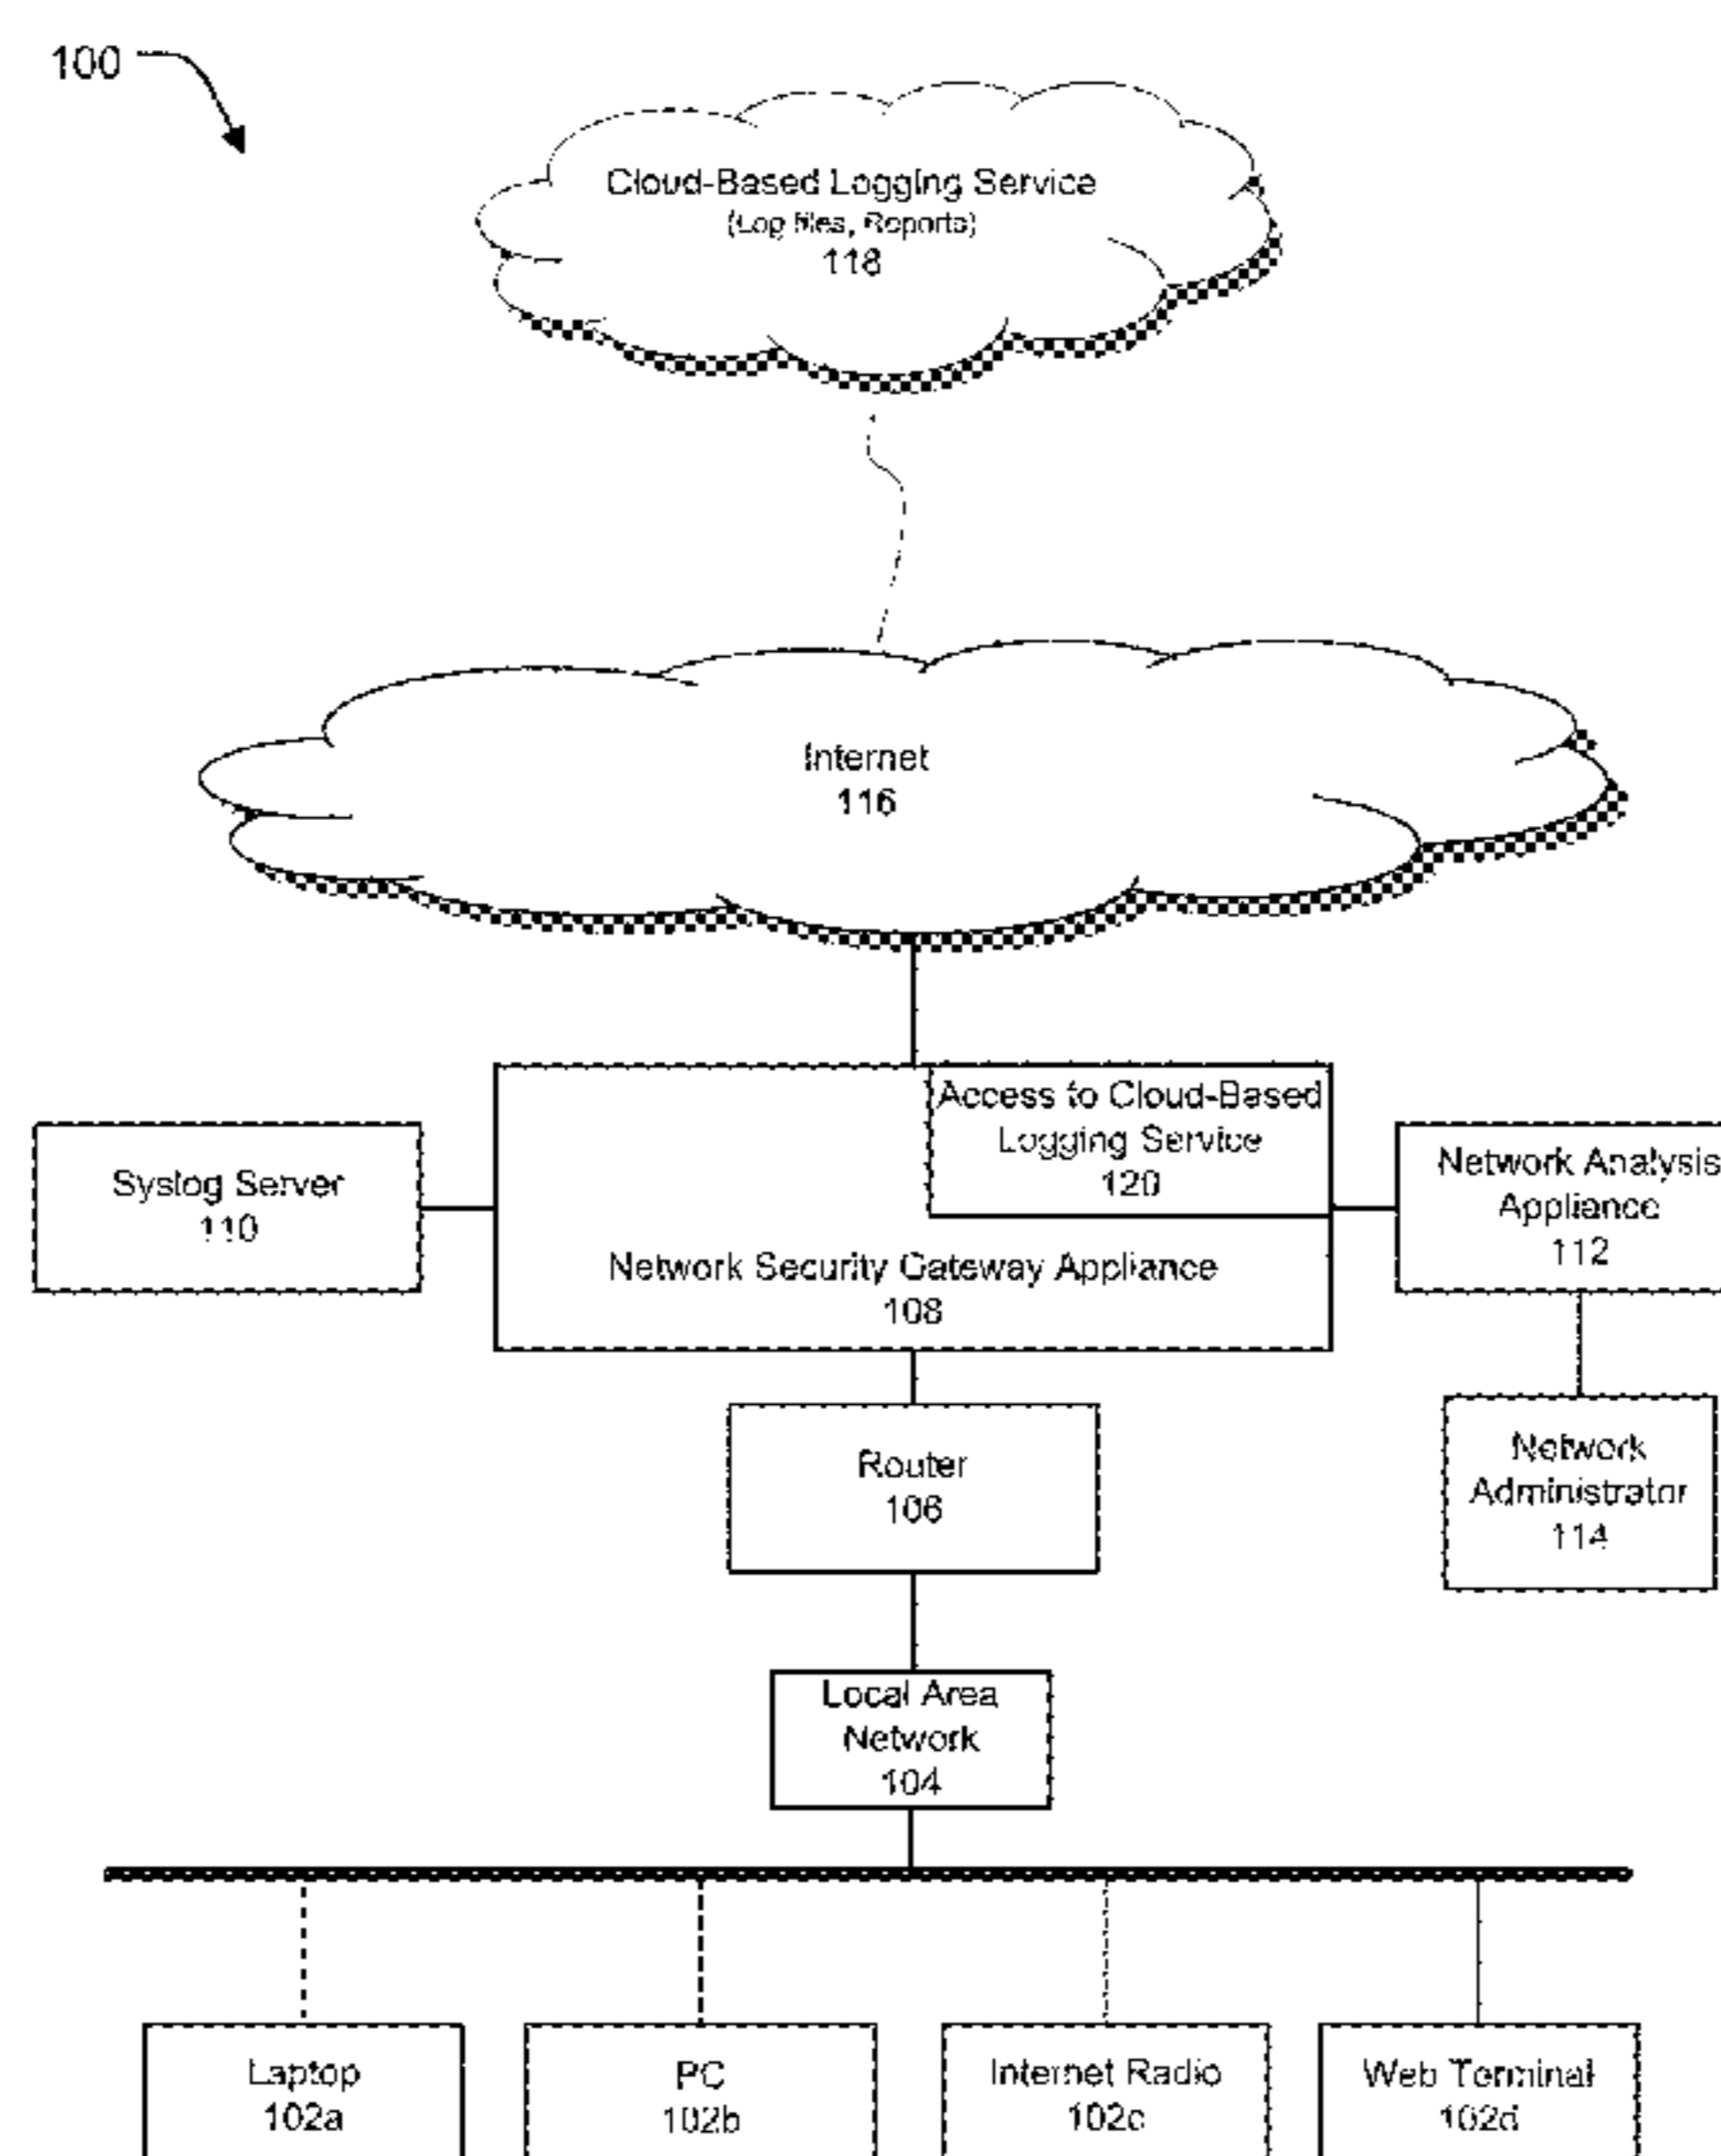 100
Cloud-Based Logging Service
(Log files, Reports)
118
Internet
116
Access to Cloud-Based
Logging Service
120
Syslog Server
110
Network Security Gateway Appliance
108
Network Analysis
Appliance
112
Router
106
Network
Administrator
114
Local Area
Network
104
Laptop
102a
PC
102b
Internet Radio
102c
Web Terminal
102d